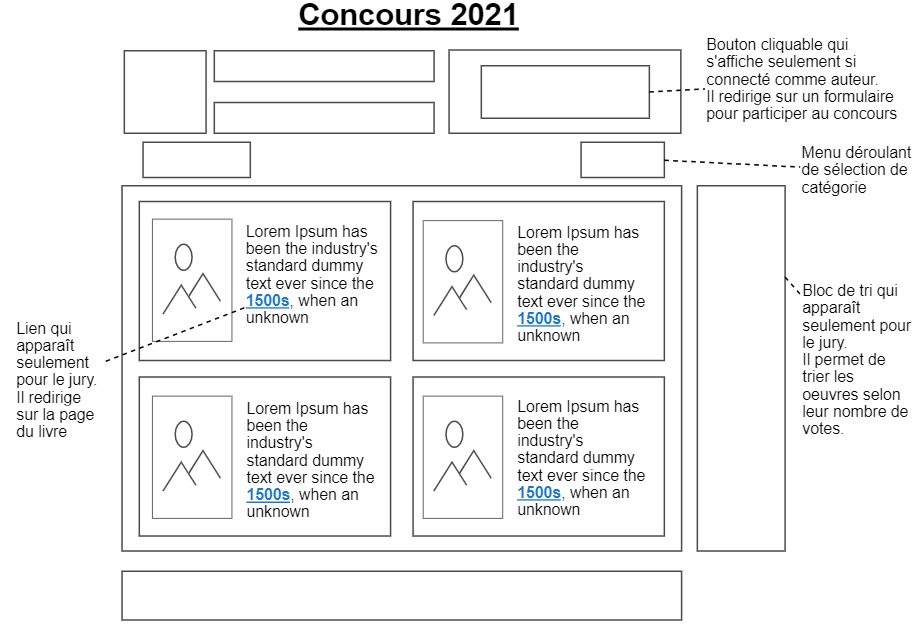 Concours 2021
Bouton cliquable qui
s'affiche seulement si
connecté comme auteur.
Il redirige sur un formulaire
pour participer au concours
Menu déroulant
de sélection de
catégorie
Lorem Ipsum has
been the industry's
standard dummy
text ever since the
1500s, when an
unknown
Lorem Ipsum has
been the
industry's
standard dummy
text ever since the
1500s, when an
unknown
Lien qui
apparaît
seulement
pour le jury.
Il redirige
sur la page
du livre
Bloc de tri qui
apparaît
seulement pour
le jury.
Il permet de
trier les
oeuvres selon
leur nombre de
votes.
Lorem Ipsum has
been the
industry's
standard dummy
text ever since the
1500s, when an
unknown
Lorem Ipsum has
been the
industry's
standard dummy
text ever since the
1500s, when an
unknown